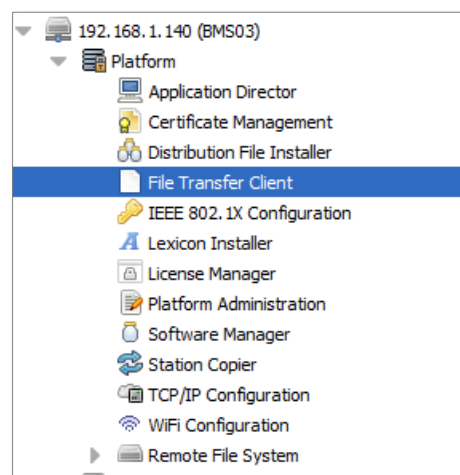 192.168.1.140 (BMS03)
Platform
Application Director
Certificate Management
Distribution File Installer
File Transfer Client
IEEE 802.1X Configuration
Lexicon Installer
License Manager
Platform Administration
Software Manager
Station Copier
TCP/IP Configuration
WiFi Configuration
Remote File System